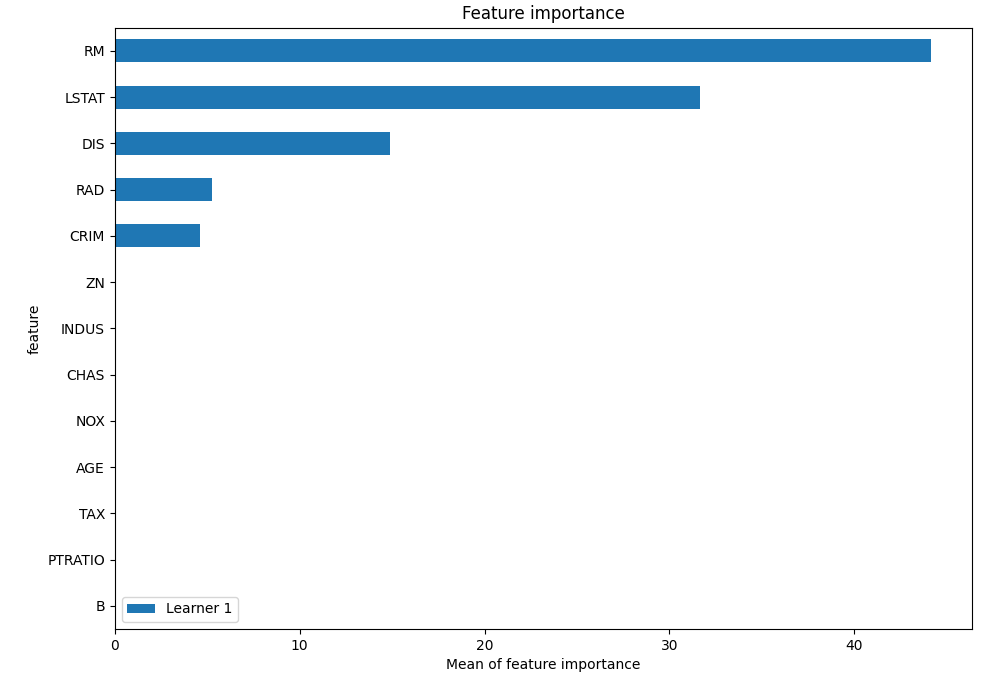 Feature importance
RM
LSTAT
DIS
RAD
CRIM
ZN
INDUS
CHAS
NOX
AGE
TAX
PTRATIO
B
feature
Learner 1
0 10 20 30 40
Mean of feature importance